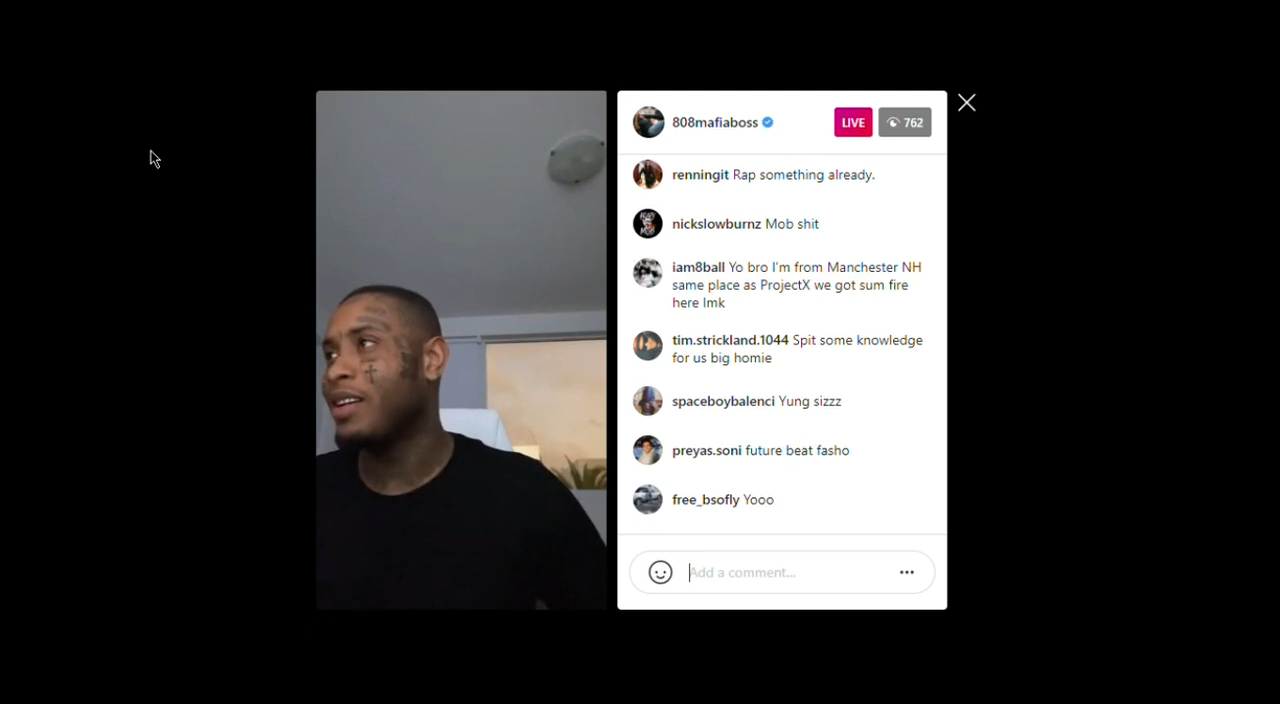 808mafiaboss
LIVE
762
renningit Rap something already.
nickslowburnz Mob shit
iam8ball Yo bro I'm from Manchester NH
same place as ProjectX we got sum fire
here lmk
tim.strickland.1044 Spit some knowledge
for us big homie
spaceboybalenci Yung sizzz
preyas.soni future beat fasho
free_bsofly Yooo
Add a comment...